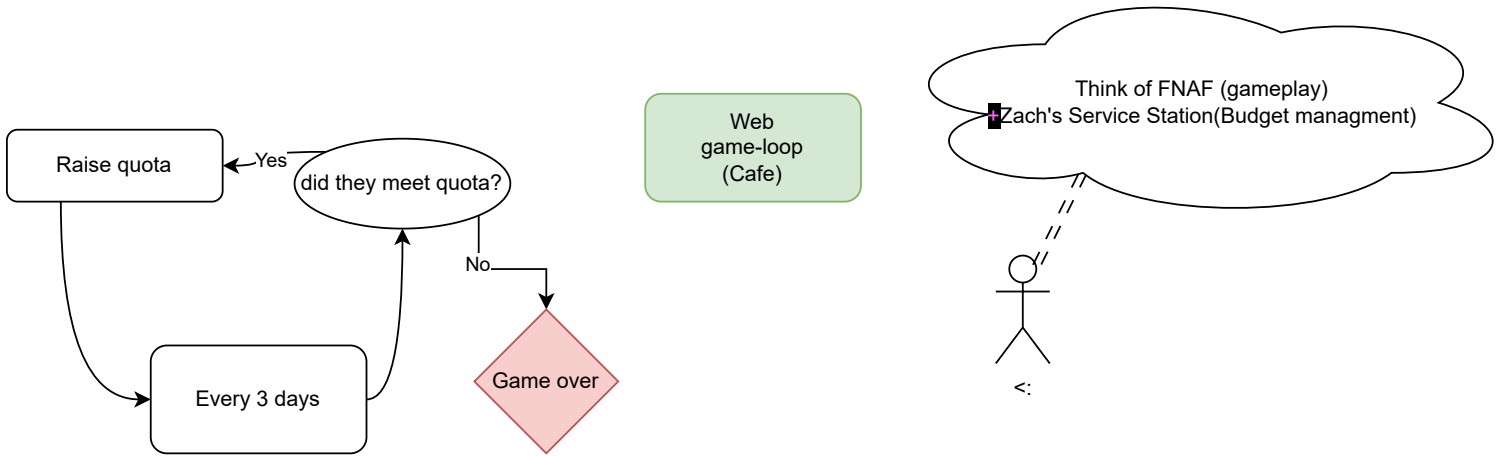 Raise quota
Yes
did they meet quota?
No
Every 3 days
Game over
Web
game-loop
(Cafe)
Think of FNAF (gameplay)
+Zach's Service Station(Budget managment)
<: